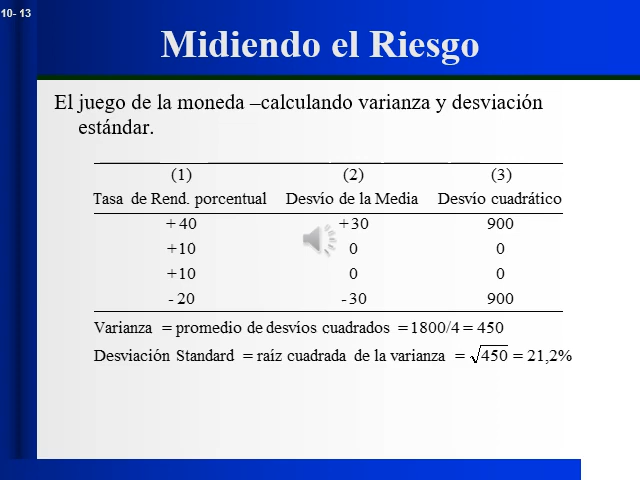 10- 13
Midiendo el Riesgo
El juego de la moneda –calculando varianza y desviación
estándar.
(1) (2) (3)
Tasa de Rend. porcentual Desvío de la Media Desvío cuadrático
+ 40 +30 900
+10 0 0
+10 0 0
- 20 -30 900
Varianza = promedio de desvíos cuadrados = 1800/4 = 450
Desviación Standard = raíz cuadrada de la varianza = √450 = 21,2%